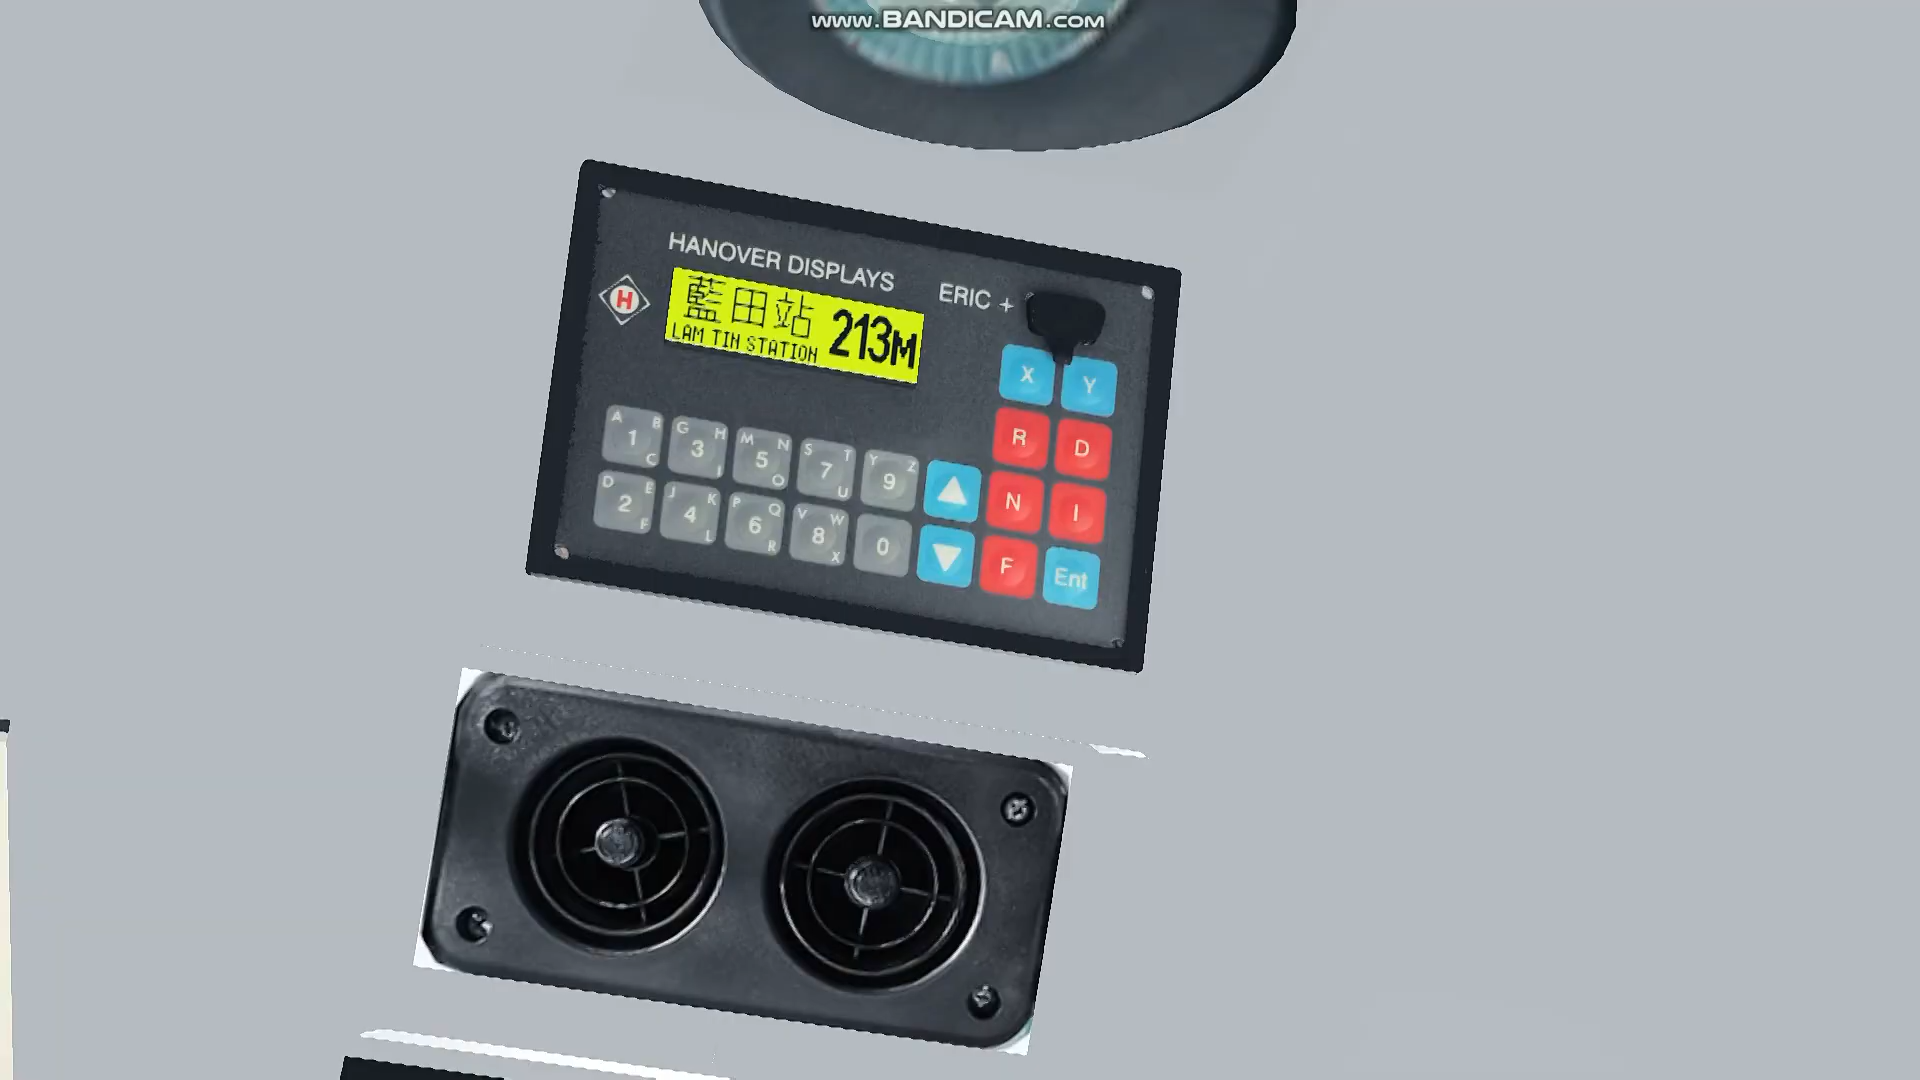 www.BANDICAM.com
HANOVER DISPLAYS
ERIC +
H
藍田站
LAM TIN STATION
213M
X Y
R D
A B 1 C
G H 3 I
M N 5 O
S T 7 U
Y Z 9
N I
D E 2 F
J K 4 L
P Q 6 R
V W 8 X
0
F Ent